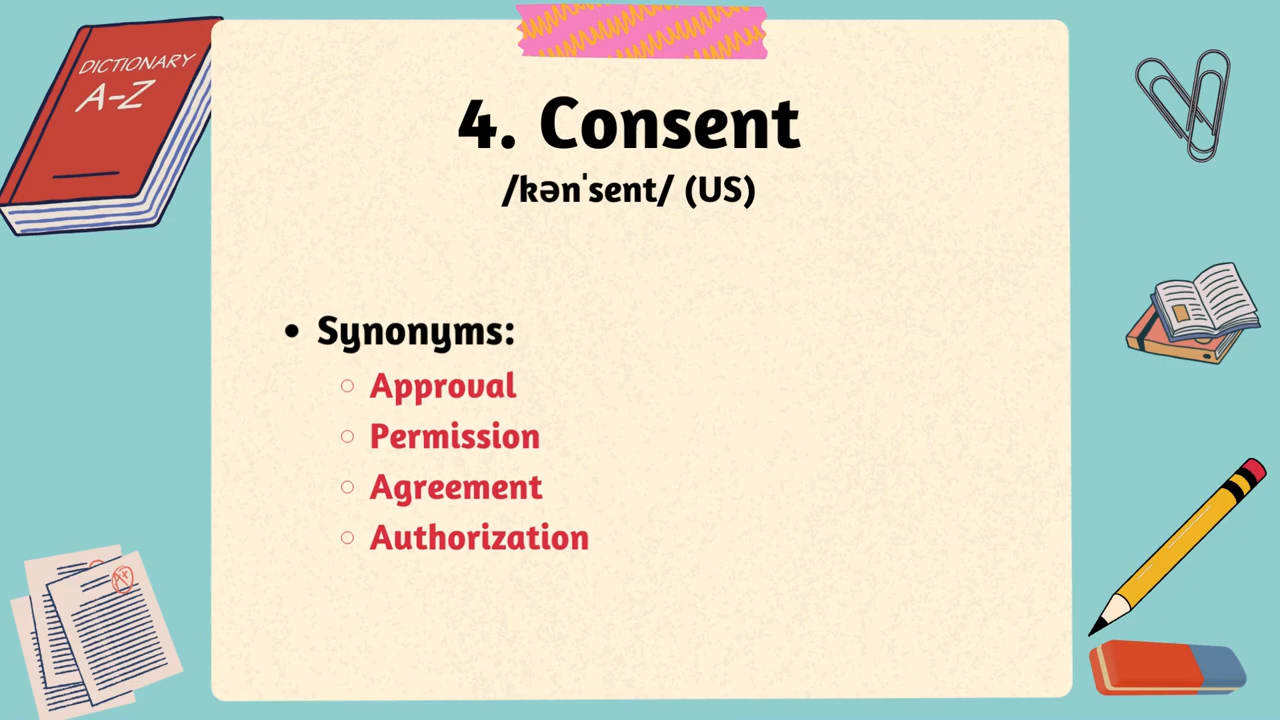 DICTIONARY
A-Z
4. Consent
/kənˈsent/ (US)
Synonyms:
Approval
Permission
Agreement
Authorization
A+